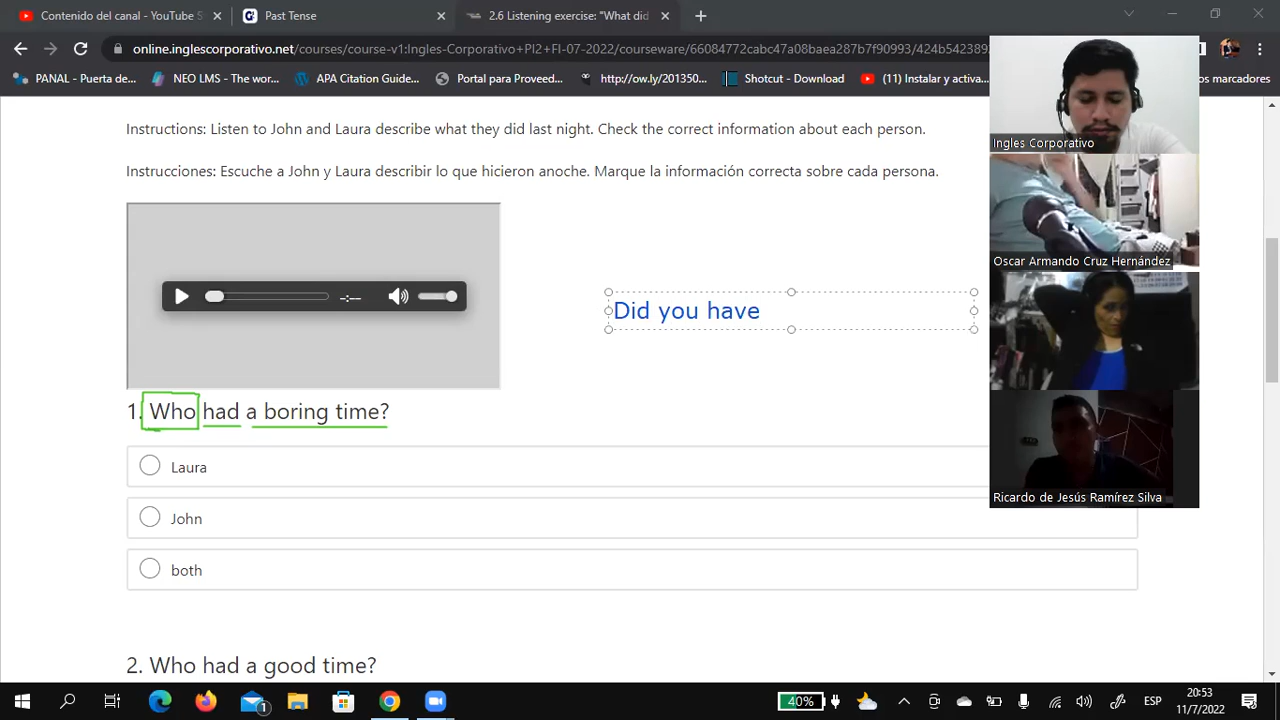 Contenido del canal - YouTube S
Past Tense
2.6 Listening exercise: "What did
online.inglescorporativo.net/courses/course-v1:Ingles-Corporativo+PI2+FI-07-2022/courseware/66084772cabc47a08baea287b7f90993/424b5423892
PANAL - Puerta de...
NEO LMS - The wor...
APA Citation Guide...
Portal para Proveed...
http://ow.ly/201350...
Shotcut - Download
(11) Instalar y activa...
os marcadores
Instructions: Listen to John and Laura describe what they did last night. Check the correct information about each person.
Instrucciones: Escuche a John y Laura describir lo que hicieron anoche. Marque la información correcta sobre cada persona.
Ingles Corporativo
Oscar Armando Cruz Hernández
Did you have
1. Who had a boring time?
Laura
Ricardo de Jesús Ramírez Silva
John
both
2. Who had a good time?
1
40%
ESP
20:53
11/7/2022